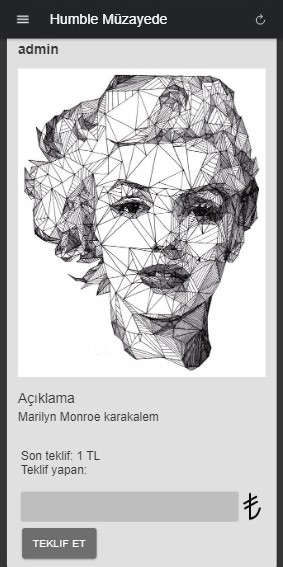 Humble Müzayede
admin
Açıklama
Marilyn Monroe karakalem
Son teklif: 1 TL
Teklif yapan:
₺
TEKLIF ET